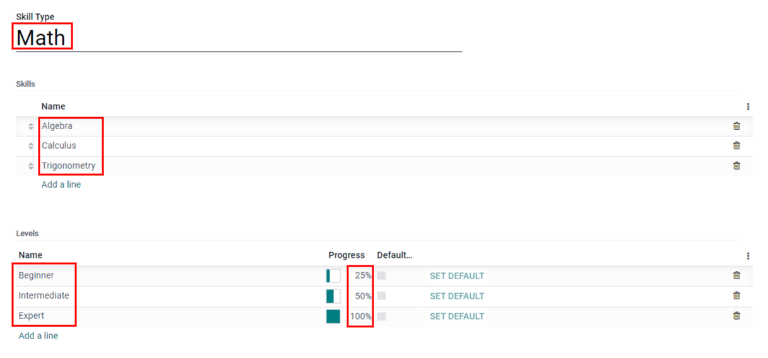 Skill Type
Math
Skills
Name
Algebra
Calculus
Trigonometry
Add a line
Levels
Name Progress Default...
Beginner 25% SET DEFAULT
Intermediate 50% SET DEFAULT
Expert 100% SET DEFAULT
Add a line